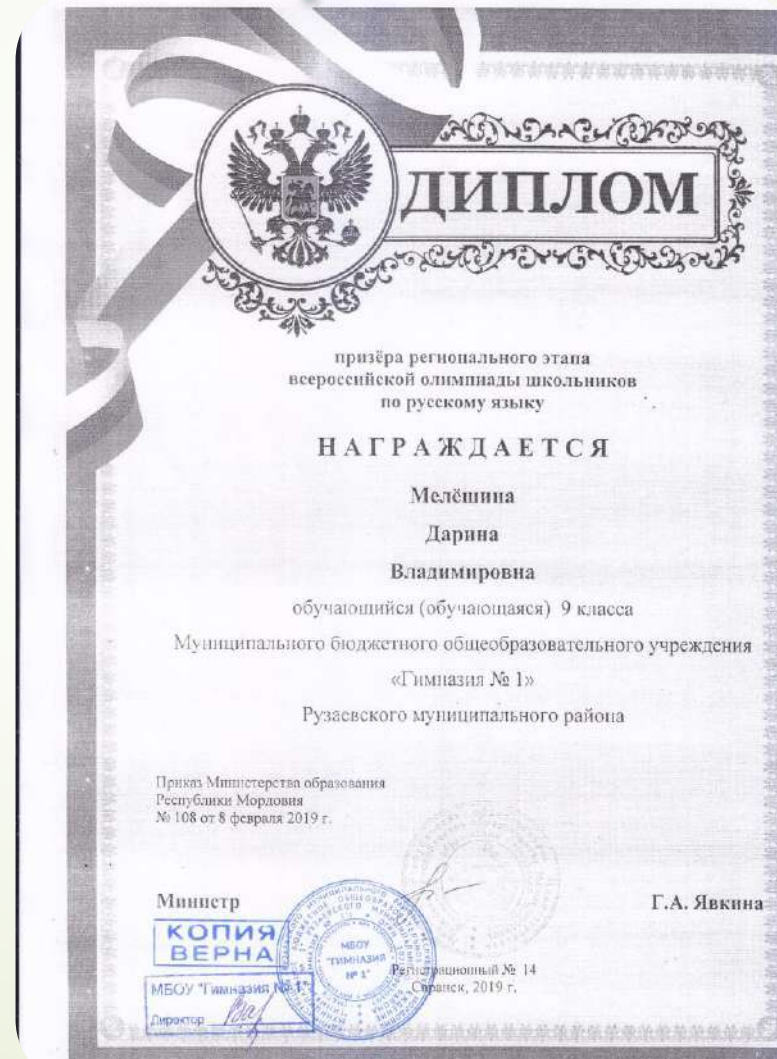 ДИПЛОМ
призёра регионального этапа
всероссийской олимпиады школьников
по русскому языку
НАГРАЖДАЕТСЯ
Мелёшина
Дарина
Владимировна
обучающийся (обучающаяся) 9 класса
Муниципального бюджетного общеобразовательного учреждения
«Гимназия № 1»
Рузаевского муниципального района
Приказ Министерства образования
Республики Мордовия
№ 108 от 8 февраля 2019 г.
Министр
Г.А. Явкина
КОПИЯ
ВЕРНА
МБОУ "Гимназия № 1"
Директор
МБОУ
"ГИМНАЗИЯ
№ 1"
Регистрационный № 14
Саранск, 2019 г.